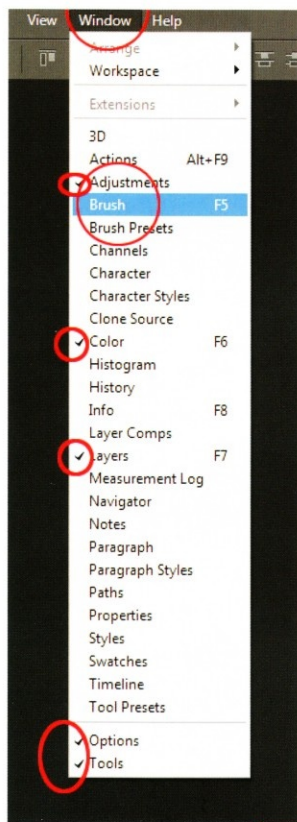 View Window Help
Arrange
Workspace
Extensions
3D
Actions Alt+F9
Adjustments
Brush F5
Brush Presets
Channels
Character
Character Styles
Clone Source
Color F6
Histogram
History
Info F8
Layer Comps
Layers F7
Measurement Log
Navigator
Notes
Paragraph
Paragraph Styles
Paths
Properties
Styles
Swatches
Timeline
Tool Presets
Options
Tools